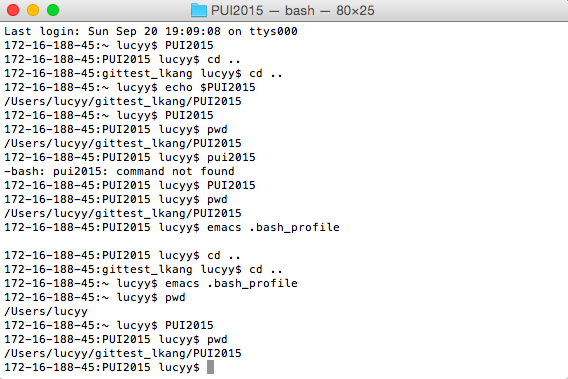 PUI2015 — bash — 80×25
Last login: Sun Sep 20 19:09:08 on ttys000
172-16-188-45:~ lucyy$ PUI2015
172-16-188-45:PUI2015 lucyy$ cd ..
172-16-188-45:gittest_lkang lucyy$ cd ..
172-16-188-45:~ lucyy$ echo $PUI2015
/Users/lucyy/gittest_lkang/PUI2015
172-16-188-45:~ lucyy$ PUI2015
172-16-188-45:PUI2015 lucyy$ pwd
/Users/lucyy/gittest_lkang/PUI2015
172-16-188-45:PUI2015 lucyy$ pui2015
-bash: pui2015: command not found
172-16-188-45:PUI2015 lucyy$ PUI2015
172-16-188-45:PUI2015 lucyy$ pwd
/Users/lucyy/gittest_lkang/PUI2015
172-16-188-45:PUI2015 lucyy$ emacs .bash_profile
172-16-188-45:PUI2015 lucyy$ cd ..
172-16-188-45:gittest_lkang lucyy$ cd ..
172-16-188-45:~ lucyy$ emacs .bash_profile
172-16-188-45:~ lucyy$ pwd
/Users/lucyy
172-16-188-45:~ lucyy$ PUI2015
172-16-188-45:PUI2015 lucyy$ pwd
/Users/lucyy/gittest_lkang/PUI2015
172-16-188-45:PUI2015 lucyy$